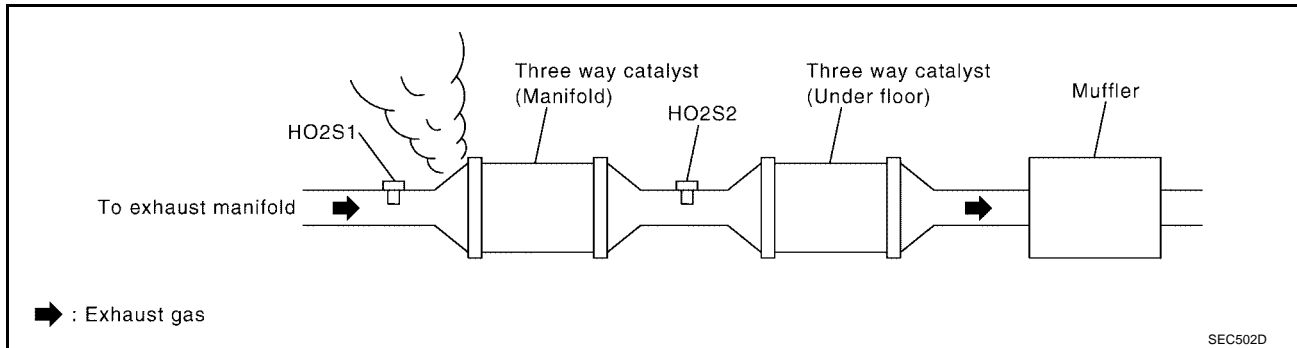 Three way catalyst
(Manifold)
Three way catalyst
(Under floor)
Muffler
HO2S1
HO2S2
To exhaust manifold
: Exhaust gas
SEC502D